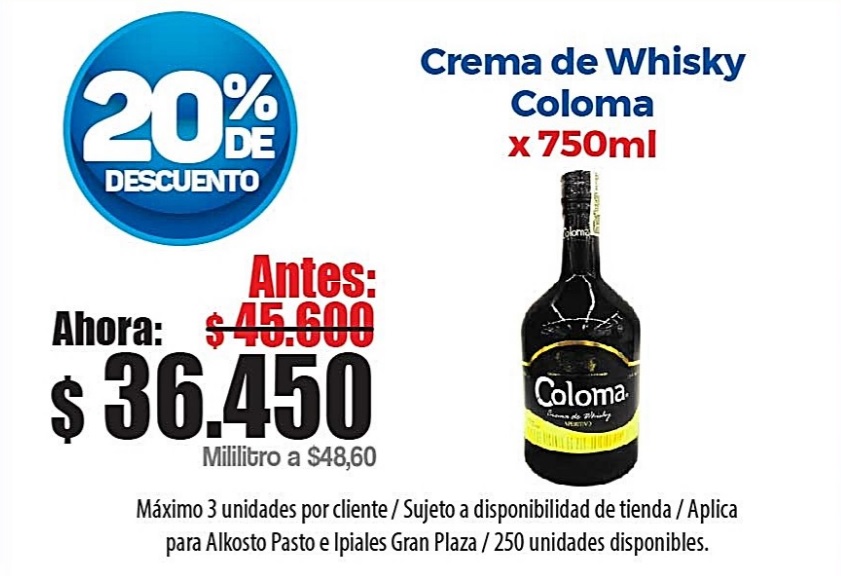 20% DE
DESCUENTO
Crema de Whisky
Coloma
x 750ml
Antes:
$ 45.600
Ahora:
$ 36.450
Mililitro a $48,60
Coloma
Coloma
Crema de Whisky
APERITIVO
Máximo 3 unidades por cliente / Sujeto a disponibilidad de tienda / Aplica
para Alkosto Pasto e Ipiales Gran Plaza / 250 unidades disponibles.